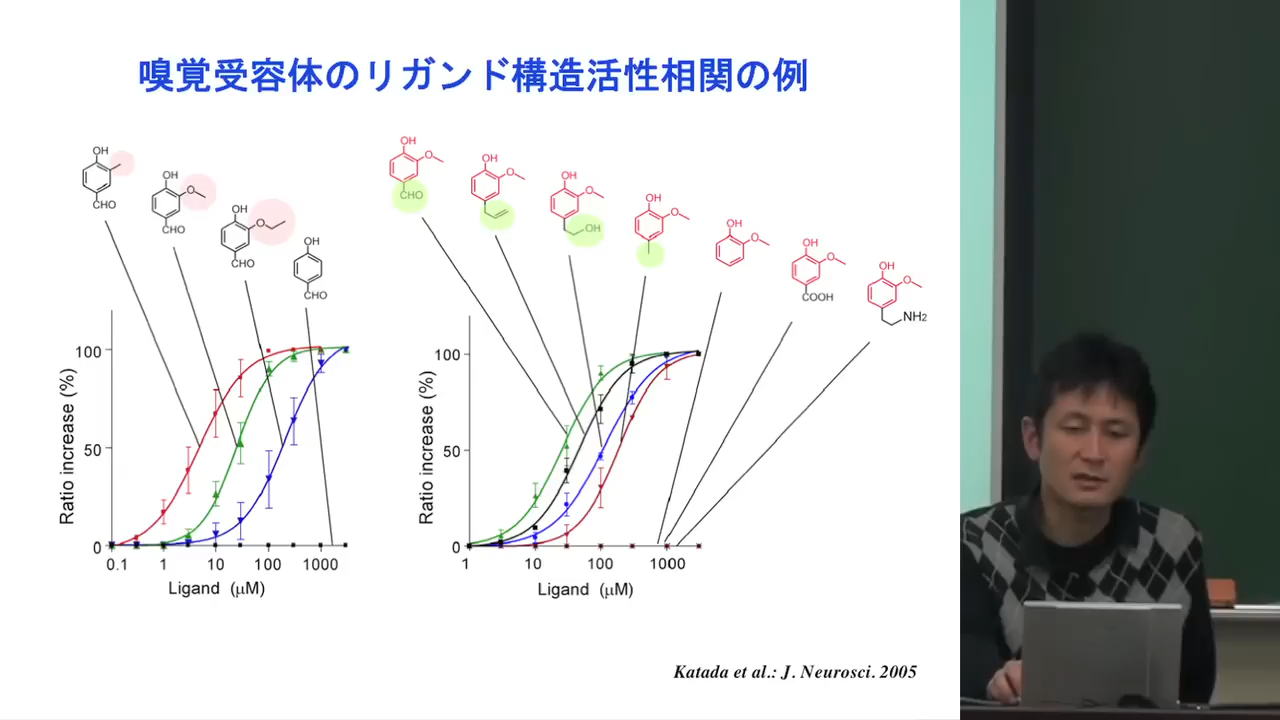 嗅覚受容体のリガンド構造活性相関の例
OH
CHO
OH
O
CHO
OH
O
CHO
OH
CHO
OH
O
CHO
OH
O
OH
O
OH
OH
O
OH
O
OH
O
COOH
OH
O
NH2
Ratio increase (%)
100
50
0
0.1 1 10 100 1000
Ligand (μM)
Ratio increase (%)
100
50
0
1 10 100 1000
Ligand (μM)
Katada et al.: J. Neurosci. 2005